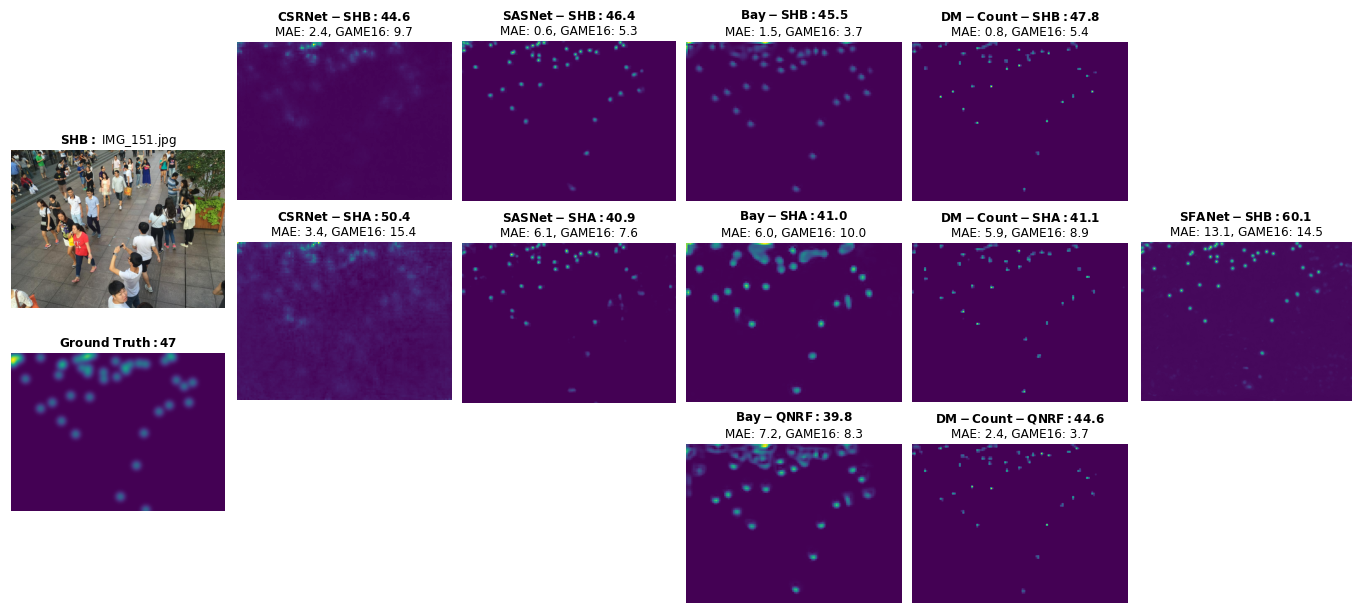 CSRNet − SHB: 44.6
MAE: 2.4, GAME16: 9.7
SASNet − SHB: 46.4
MAE: 0.6, GAME16: 5.3
Bay − SHB: 45.5
MAE: 1.5, GAME16: 3.7
DM − Count − SHB: 47.8
MAE: 0.8, GAME16: 5.4
SHB: IMG_151.jpg
CSRNet − SHA: 50.4
MAE: 3.4, GAME16: 15.4
SASNet − SHA: 40.9
MAE: 6.1, GAME16: 7.6
Bay − SHA: 41.0
MAE: 6.0, GAME16: 10.0
DM − Count − SHA: 41.1
MAE: 5.9, GAME16: 8.9
SFANet − SHB: 60.1
MAE: 13.1, GAME16: 14.5
Ground Truth: 47
Bay − QNRF: 39.8
MAE: 7.2, GAME16: 8.3
DM − Count − QNRF: 44.6
MAE: 2.4, GAME16: 3.7